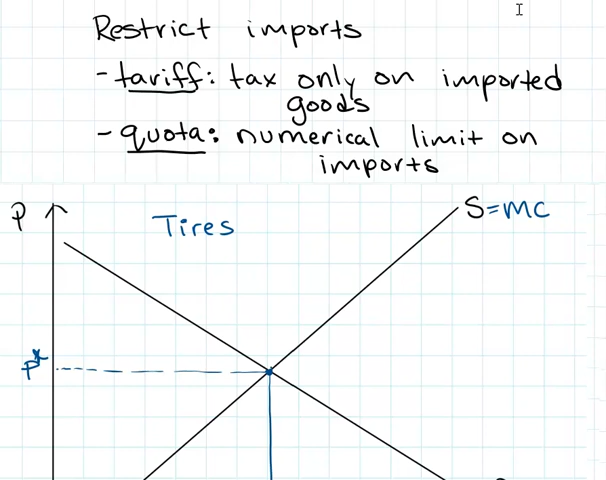 Restrict imports
- tariff: tax only on imported
goods
- quota: numerical limit on
imports
P
Tires
S=MC
P*